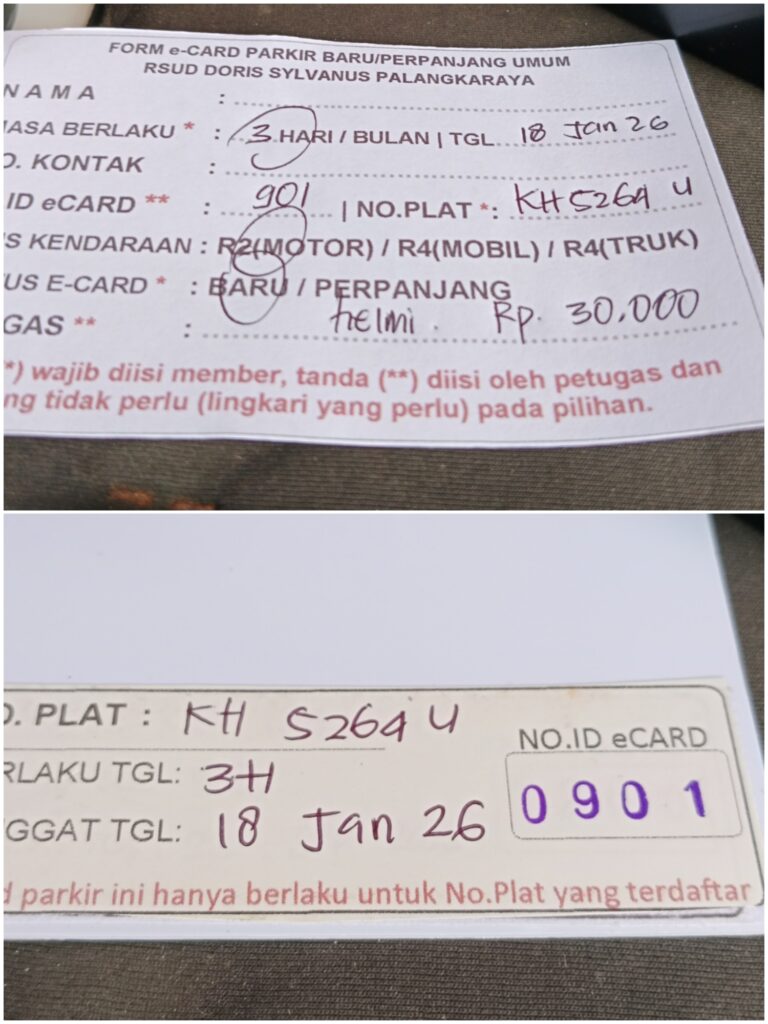 FORM e-CARD PARKIR BARU/PERPANJANG UMUM
RSUD DORIS SYLVANUS PALANGKARAYA
NAMA :
ASA BERLAKU * : 3 HARI / BULAN | TGL 18 Jan 26
O. KONTAK :
ID eCARD ** : 901 | NO.PLAT *: KH 5264 U
S KENDARAAN : R2(MOTOR) / R4(MOBIL) / R4(TRUK)
US E-CARD * : BARU / PERPANJANG
GAS ** : helmi. Rp. 30.000
*) wajib diisi member, tanda (**) diisi oleh petugas dan
ng tidak perlu (lingkari yang perlu) pada pilihan.
O. PLAT : KH 5264 U
NO.ID eCARD
RLAKU TGL: 3H
0901
GGAT TGL: 18 Jan 26
d parkir ini hanya berlaku untuk No.Plat yang terdaftar